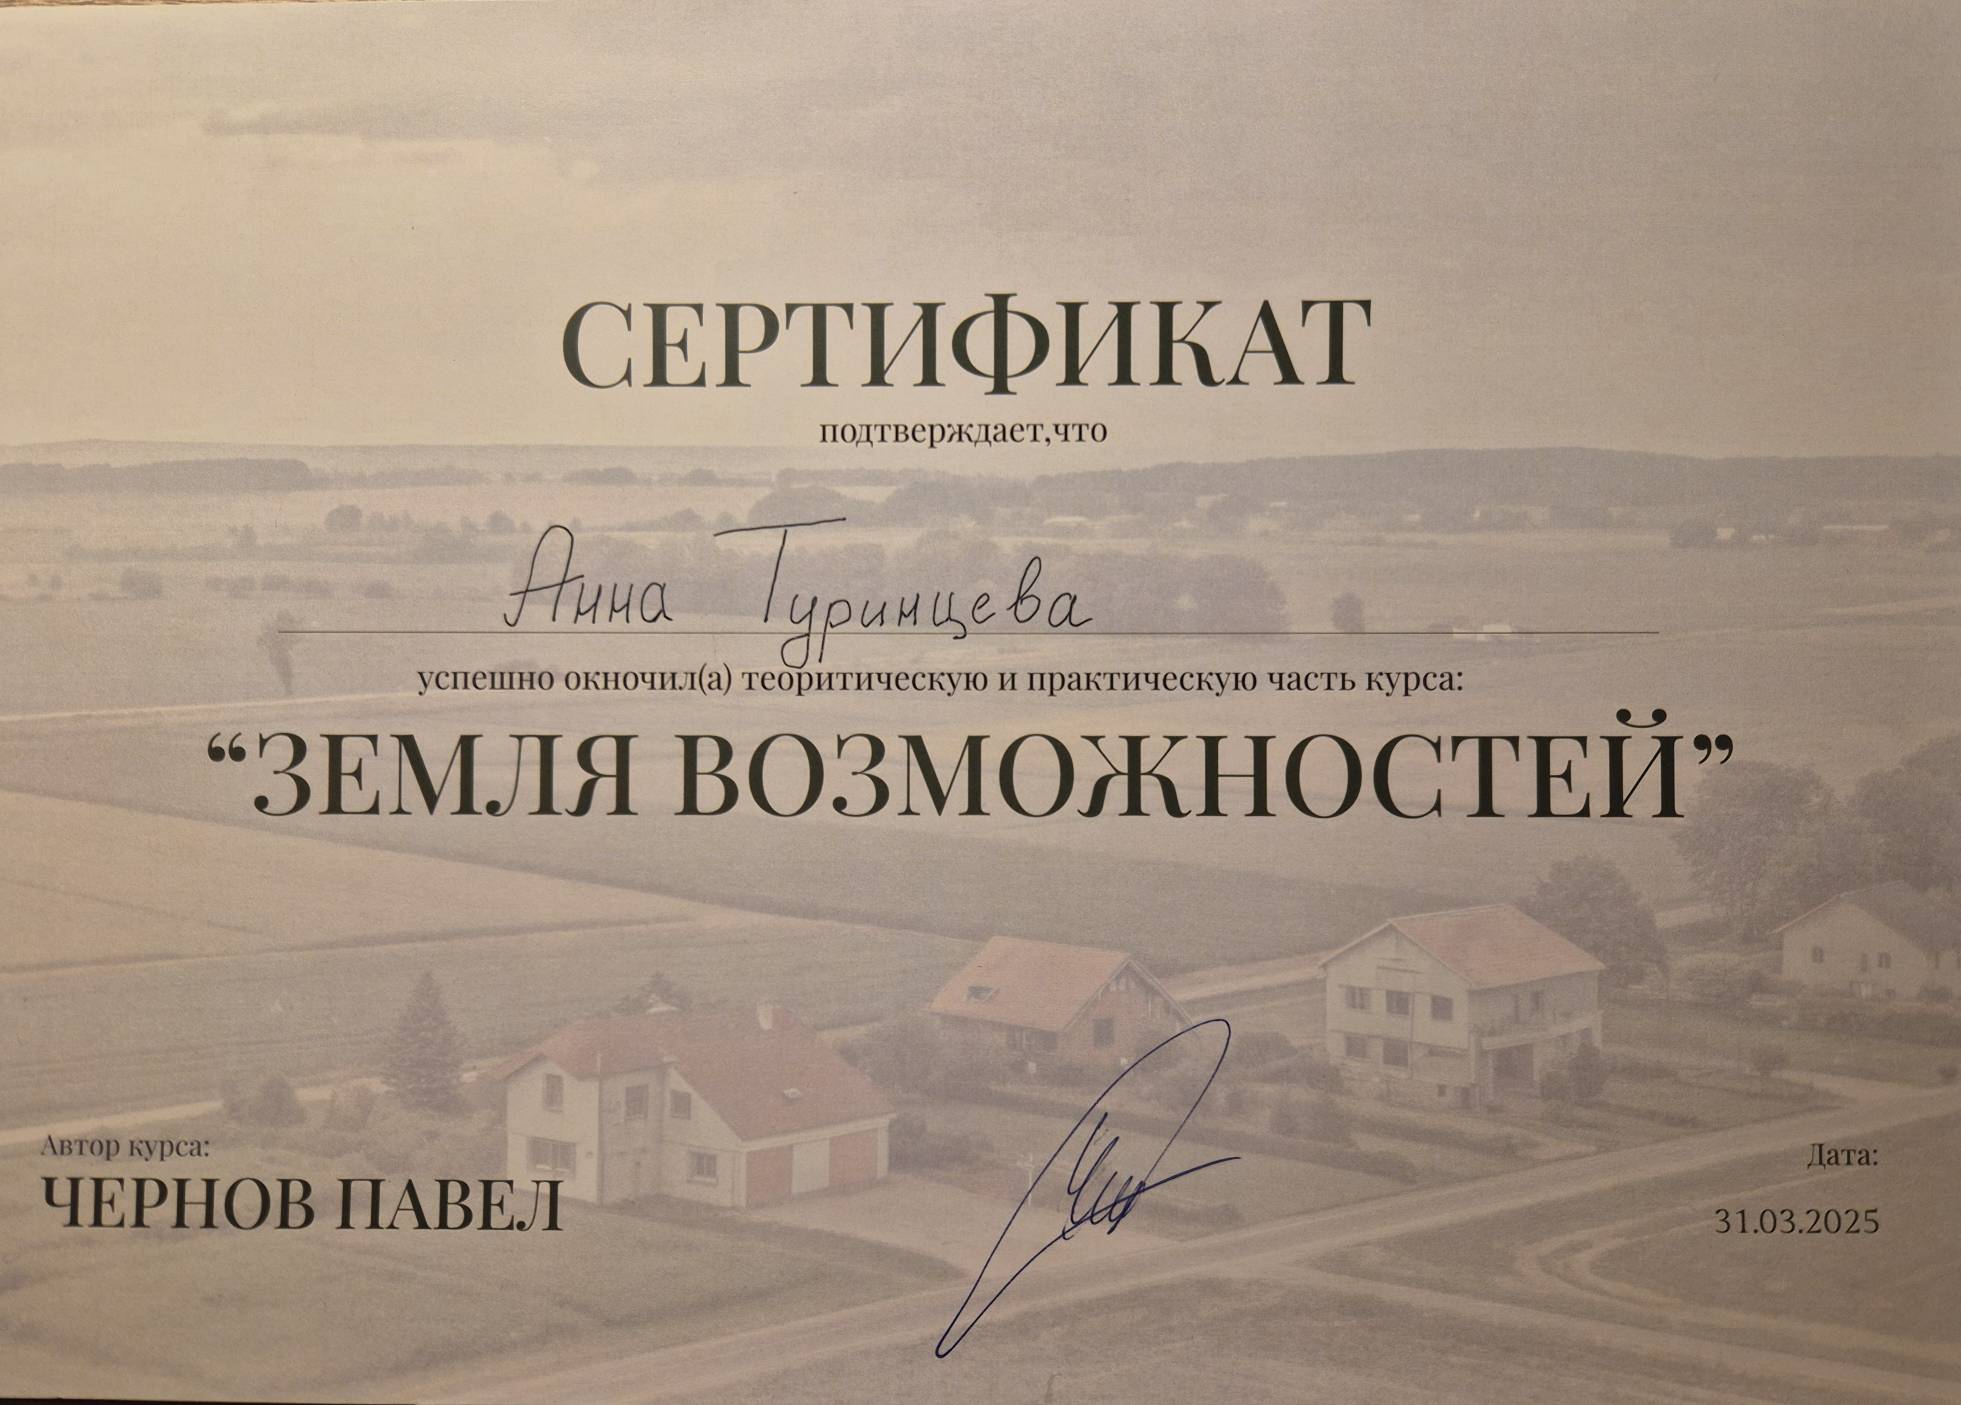 СЕРТИФИКАТ
подтверждает,что
Анна Туринцева
успешно окночил(а) теоритическую и практическую часть курса:
“ЗЕМЛЯ ВОЗМОЖНОСТЕЙ”
Автор курса:
ЧЕРНОВ ПАВЕЛ
Дата:
31.03.2025